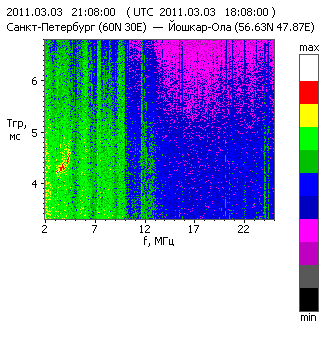 2011.03.03 21:08:00 ( UTC 2011.03.03 18:08:00 )
Санкт-Петербург (60N 30E) — Йошкар-Ола (56.63N 47.87E)
max
6
Tгр,
мс
5
4
2 7 12 17 22
f, МГц
min